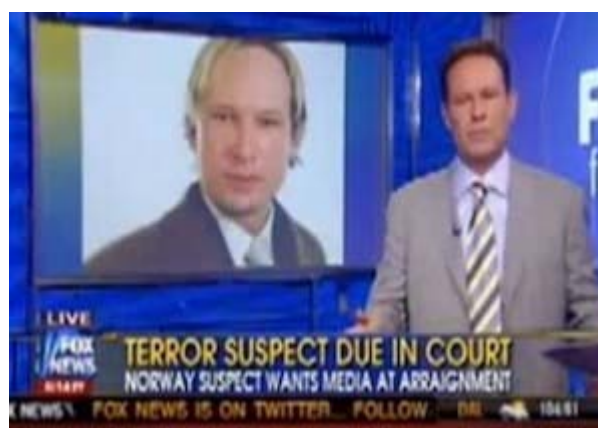 LIVE
FOX
NEWS
TERROR SUSPECT DUE IN COURT
NORWAY SUSPECT WANTS MEDIA AT ARRAIGNMENT
NEWS
FOX NEWS IS ON TWITTER... FOLLOW
F
f